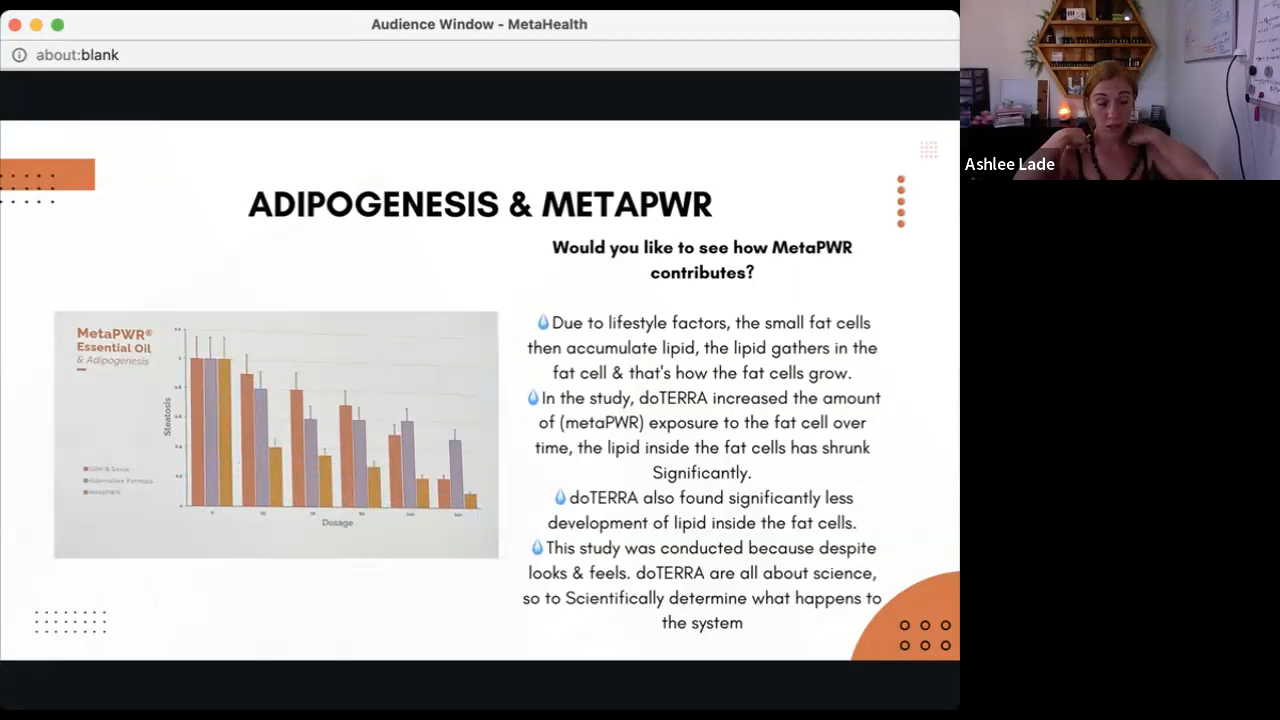 Audience Window - MetaHealth
about:blank
Ashlee Lade
ADIPOGENESIS & METAPWR
Would you like to see how MetaPWR
contributes?
MetaPWR®
Essential Oil
& Adipogenesis
Steatosis
Slim & Sassy
Alternative Formula
MetaPWR
Dosage
💧Due to lifestyle factors, the small fat cells
then accumulate lipid, the lipid gathers in the
fat cell & that's how the fat cells grow.
💧In the study, doTERRA increased the amount
of (metaPWR) exposure to the fat cell over
time, the lipid inside the fat cells has shrunk
Significantly.
💧doTERRA also found significantly less
development of lipid inside the fat cells.
💧This study was conducted because despite
looks & feels. doTERRA are all about science,
so to Scientifically determine what happens to
the system